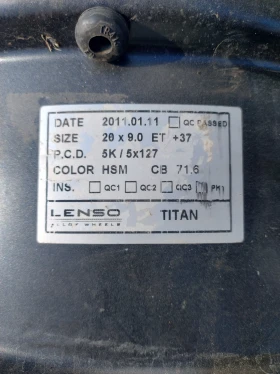 DATE 2011.01.11 QC PASSED
SIZE 20 x 9.0 ET +37
P.C.D. 5K / 5x127
COLOR HSM CB 71.6
INS. QC1 QC2 QC3
LENSO TITAN
ALLOY WHEELS